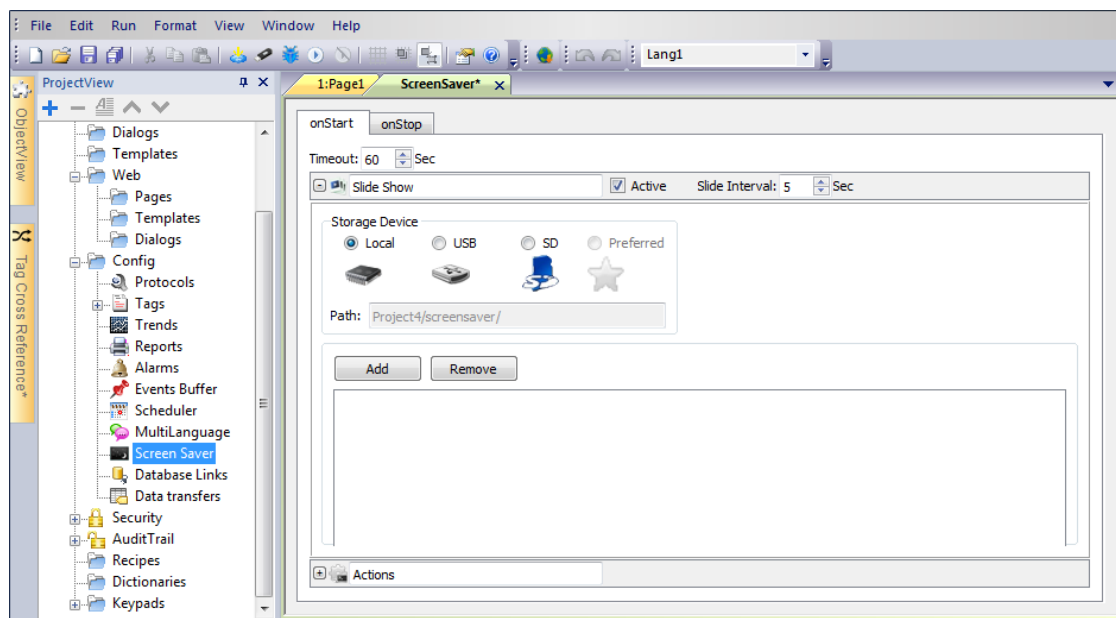 File Edit Run Format View Window Help
Lang1
ProjectView
1:Page1 ScreenSaver*
ObjectView
Tag Cross Reference*
Dialogs
Templates
Web
Pages
Templates
Dialogs
Config
Protocols
Tags
Trends
Reports
Alarms
Events Buffer
Scheduler
MultiLanguage
Screen Saver
Database Links
Data transfers
Security
AuditTrail
Recipes
Dictionaries
Keypads
onStart onStop
Timeout: 60 Sec
Slide Show Active Slide Interval: 5 Sec
Storage Device
Local USB SD Preferred
Path: Project4/screensaver/
Add Remove
Actions